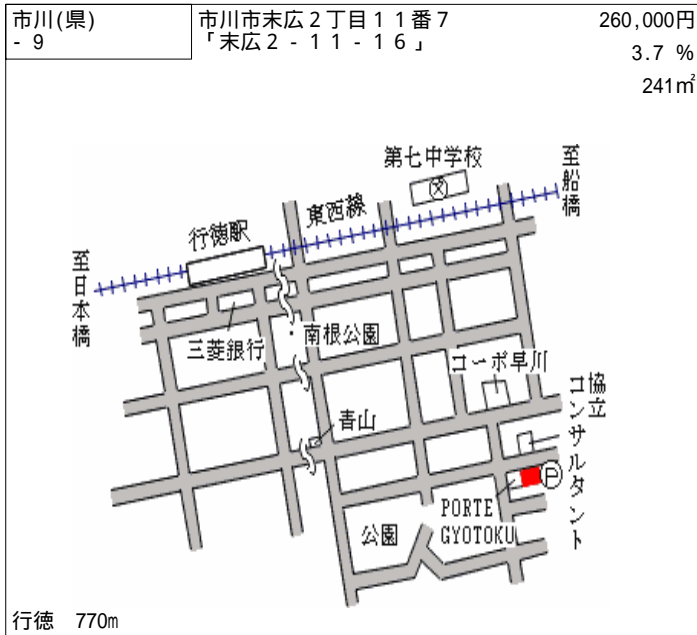 市川(県)
- 9
市川市末広２丁目１１番７
「末広２-１１-１６」
260,000円
3.7 %
241㎡
第七中学校
至船橋
東西線
行徳駅
至日本橋
三菱銀行
南根公園
コーポ早川
青山
協立
コンサルタント
P
PORTE
GYOTOKU
公園
行徳 770m